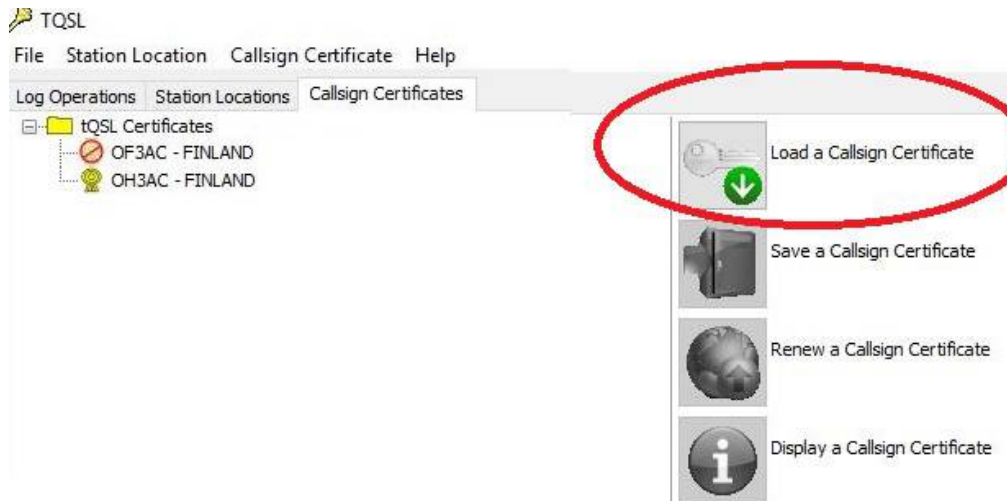 TQSL
File Station Location Callsign Certificate Help
Log Operations Station Locations Callsign Certificates
tQSL Certificates
OF3AC - FINLAND
OH3AC - FINLAND
Load a Callsign Certificate
Save a Callsign Certificate
Renew a Callsign Certificate
Display a Callsign Certificate